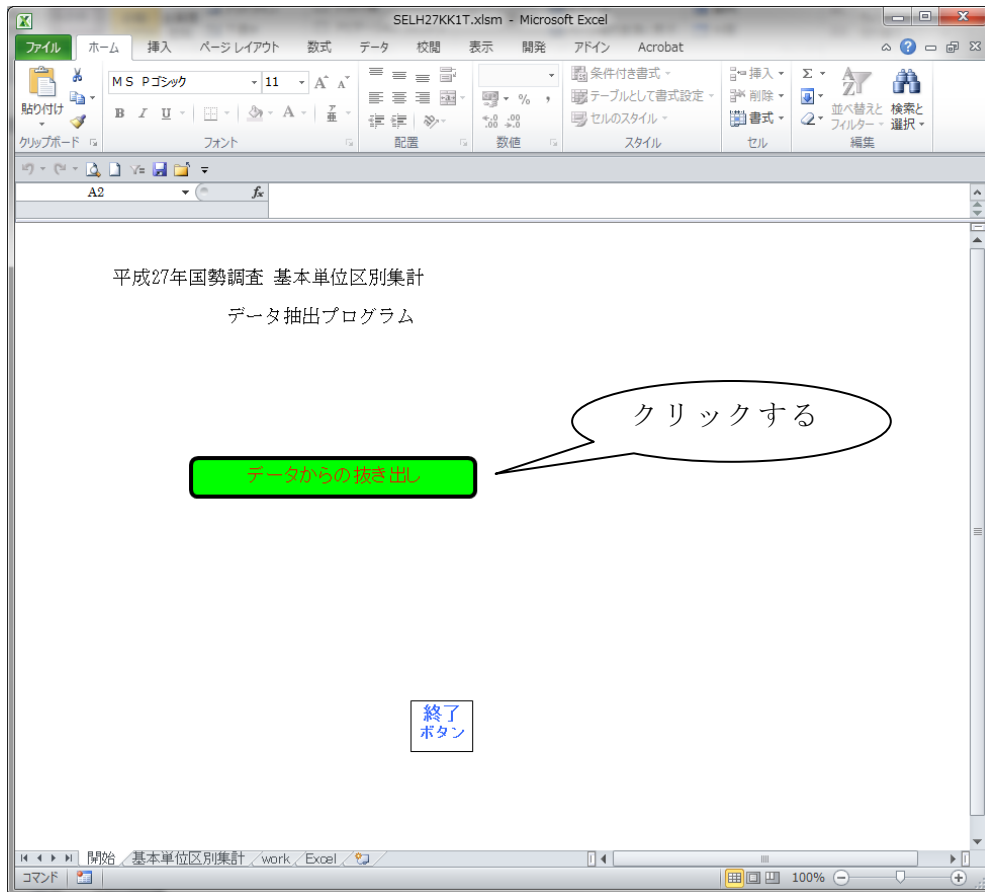 SELH27KK1T.xlsm - Microsoft Excel
ファイル ホーム 挿入 ページ レイアウト 数式 データ 校閲 表示 開発 アドイン Acrobat
貼り付け
ＭＳ Ｐゴシック 11 A A
B I U A ア亜
% ,
条件付き書式
テーブルとして書式設定
セルのスタイル
挿入
削除
書式
Σ
並べ替えと
フィルター
検索と
選択
クリップボード フォント 配置 数値 スタイル セル 編集
A2 fx
平成27年国勢調査 基本単位区別集計
データ抽出プログラム
クリックする
データからの抜き出し
終了
ボタン
開始 基本単位区別集計 work Excel
コマンド 100%